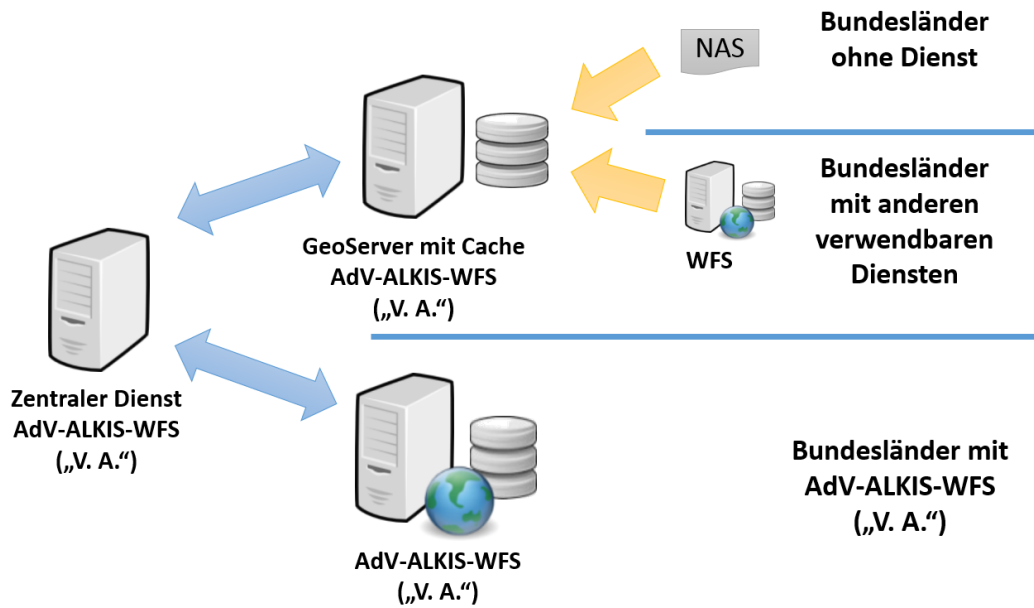 NAS
Bundesländer
ohne Dienst
GeoServer mit Cache
AdV-ALKIS-WFS
(„V. A.“)
WFS
Bundesländer
mit anderen
verwendbaren
Diensten
Zentraler Dienst
AdV-ALKIS-WFS
(„V. A.“)
AdV-ALKIS-WFS
(„V. A.“)
Bundesländer mit
AdV-ALKIS-WFS
(„V. A.“)